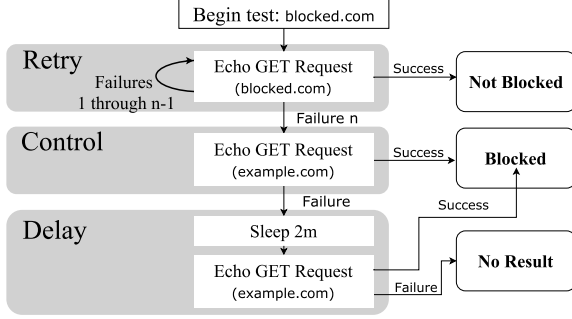 Begin test: blocked.com
Retry
Failures
1 through n-1
Echo GET Request
(blocked.com)
Success
Not Blocked
Failure n
Control
Echo GET Request
(example.com)
Success
Blocked
Failure
Success
Delay
Sleep 2m
Echo GET Request
(example.com)
Failure
No Result